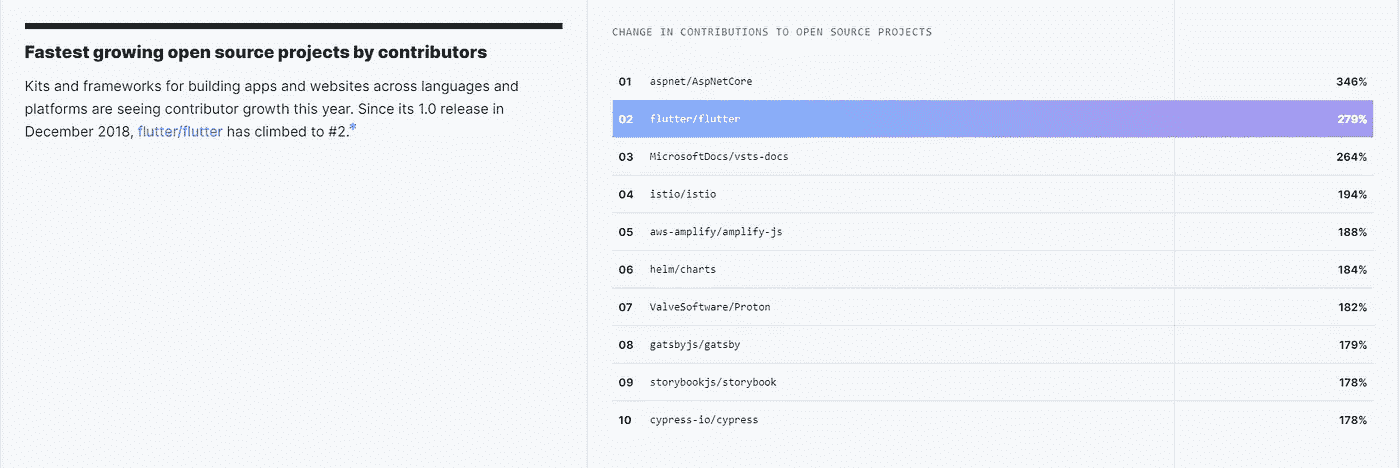 Fastest growing open source projects by contributors
Kits and frameworks for building apps and websites across languages and
platforms are seeing contributor growth this year. Since its 1.0 release in
December 2018, flutter/flutter has climbed to #2.*
CHANGE IN CONTRIBUTIONS TO OPEN SOURCE PROJECTS
01 aspnet/AspNetCore 346%
02 flutter/flutter 279%
03 MicrosoftDocs/vsts-docs 264%
04 istio/istio 194%
05 aws-amplify/amplify-js 188%
06 helm/charts 184%
07 ValveSoftware/Proton 182%
08 gatsbyjs/gatsby 179%
09 storybookjs/storybook 178%
10 cypress-io/cypress 178%